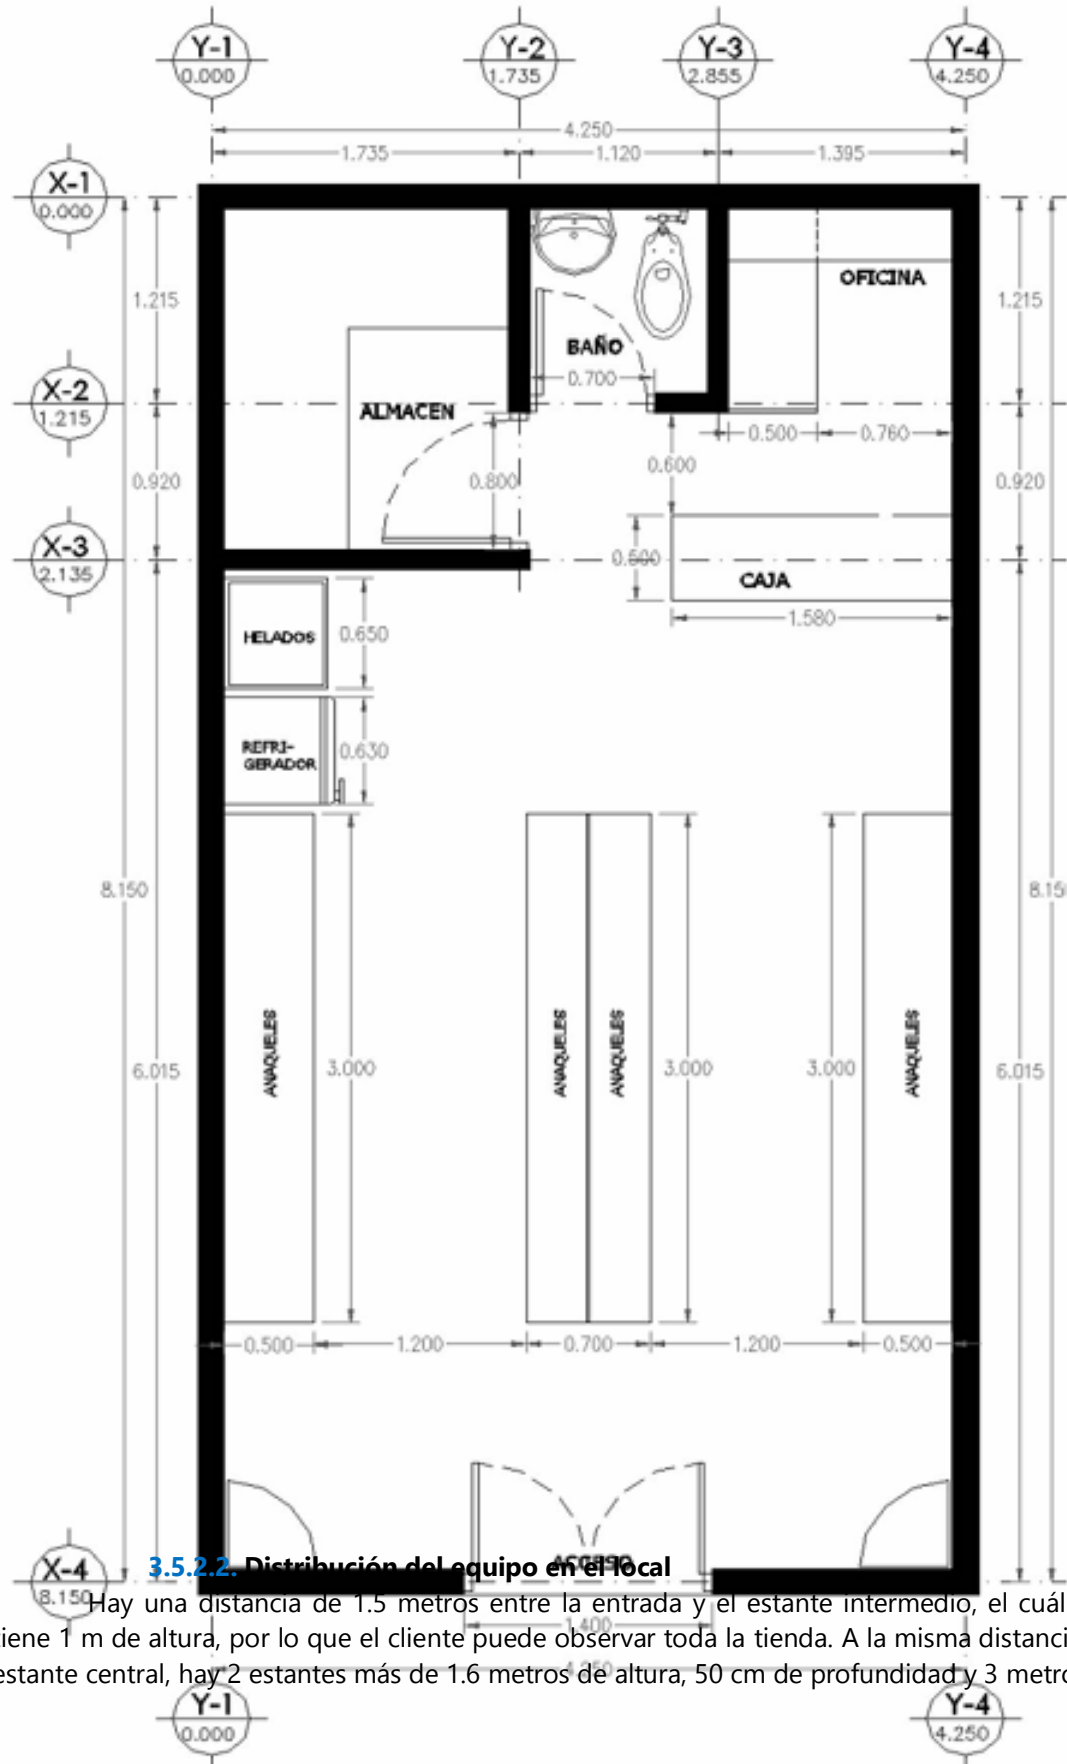 Y-1 Y-2 Y-3 Y-4
0.000 1.735 2.855 4.250
4.250
1.735 1.120 1.395
X-1
0.000
1.215 OFICINA 1.215
BAÑO
0.700
X-2
1.215
ALMACEN
0.500 0.760
0.920 0.800 0.600 0.920
X-3
2.135
0.500
CAJA
1.580
HELADOS 0.650
REFRI-
GERADOR
0.630
8.150 8.15
ANAQUELES ANAQUELES ANAQUELES ANAQUELES
6.015 3.000 3.000 3.000 6.015
0.500 1.200 0.700 1.200 0.500
ACCESO
X-4
8.150
3.5.2.2. Distribución del equipo en el local
Hay una distancia de 1.5 metros entre la entrada y el estante intermedio, el cuál
tiene 1 m de altura, por lo que el cliente puede observar toda la tienda. A la misma distanci
estante central, hay 2 estantes más de 1.6 metros de altura, 50 cm de profundidad y 3 metro
1.400
4.250
Y-1 Y-4
0.000 4.250